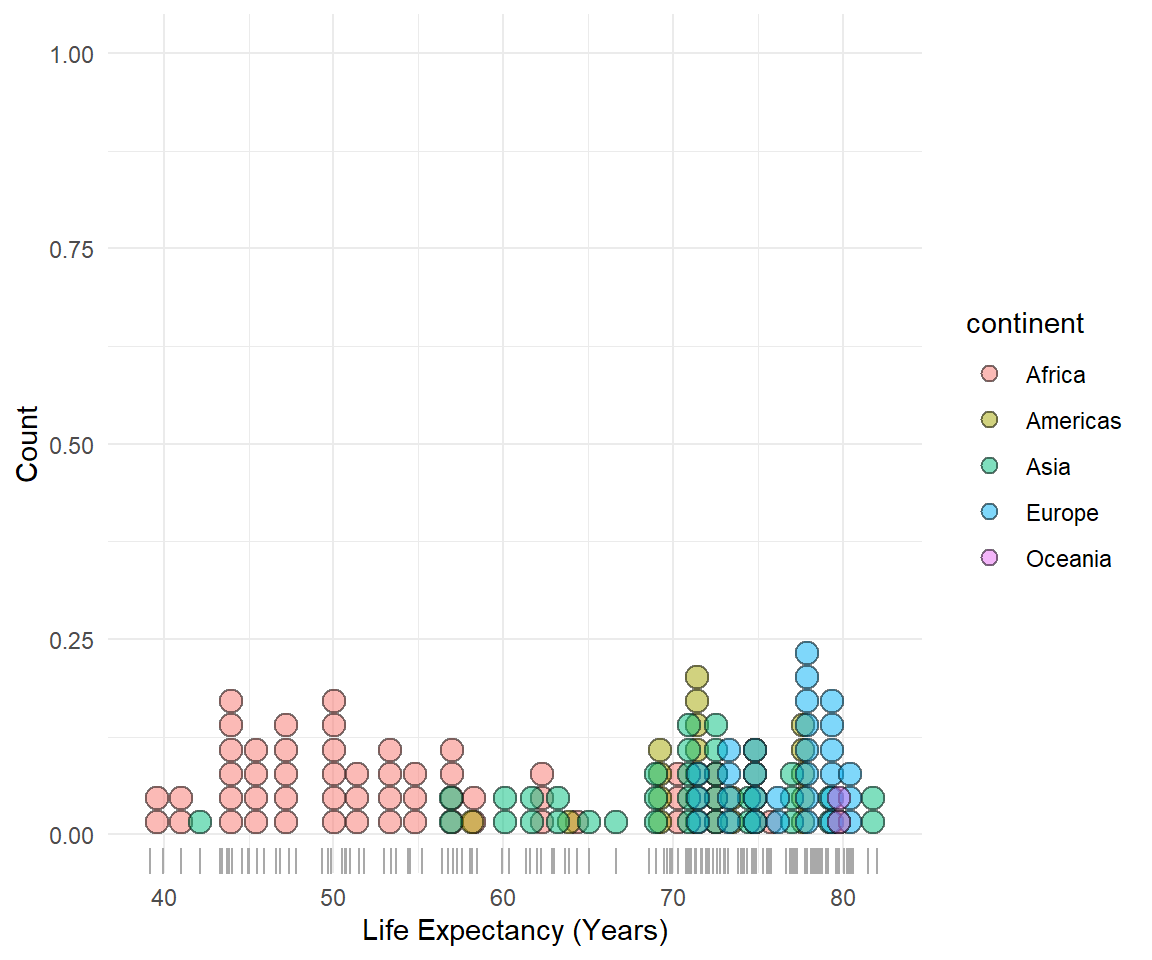 1.00
0.75
0.50
0.25
0.00
Count
40 50 60 70 80
Life Expectancy (Years)
continent
Africa
Americas
Asia
Europe
Oceania